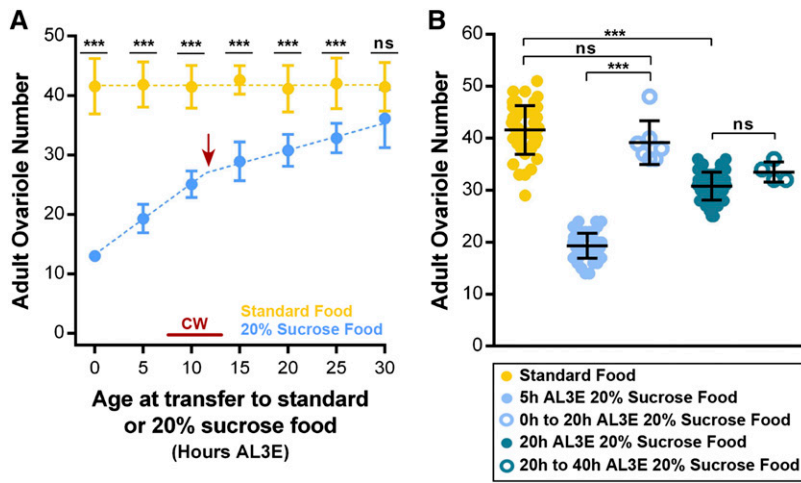 A
Adult Ovariole Number
50
40
30
20
10
0
*** *** *** *** *** *** ns
CW
Standard Food
20% Sucrose Food
0 5 10 15 20 25 30
Age at transfer to standard
or 20% sucrose food
(Hours AL3E)
B
Adult Ovariole Number
60
50
40
30
20
10
0
***
ns
***
ns
Standard Food
5h AL3E 20% Sucrose Food
0h to 20h AL3E 20% Sucrose Food
20h AL3E 20% Sucrose Food
20h to 40h AL3E 20% Sucrose Food